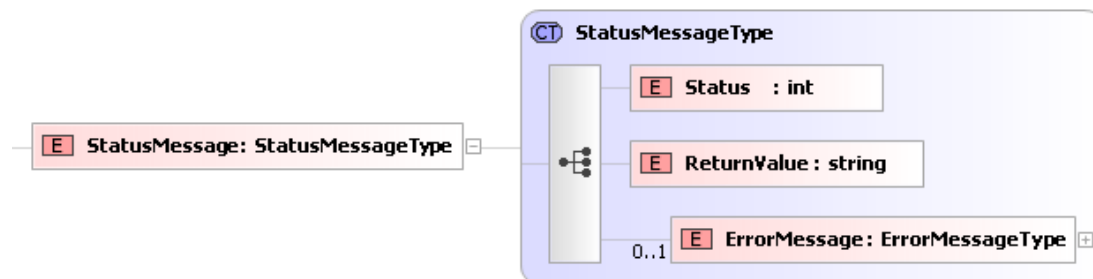 CT StatusMessageType
E Status : int
E StatusMessage: StatusMessageType
E ReturnValue: string
0..1 E ErrorMessage: ErrorMessageType